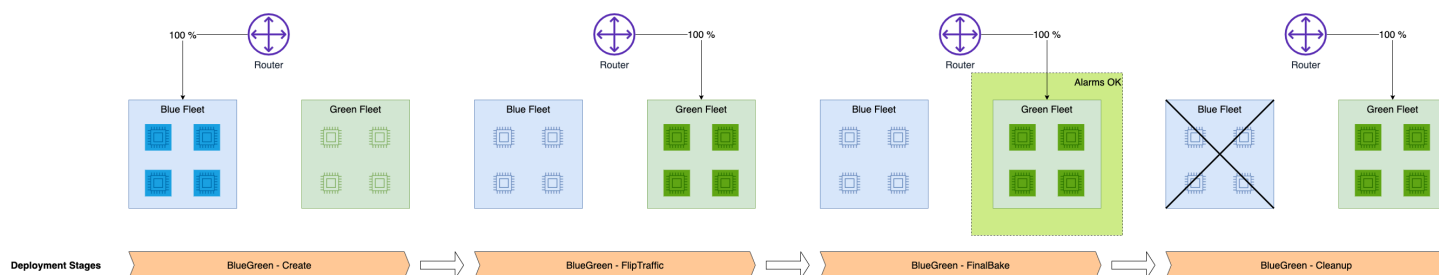 100 %
Router
Blue Fleet
Green Fleet
100 %
Router
Blue Fleet
Green Fleet
100 %
Router
Alarms OK
Blue Fleet
Green Fleet
100 %
Router
Blue Fleet
Green Fleet
Deployment Stages
BlueGreen - Create
BlueGreen - FlipTraffic
BlueGreen - FinalBake
BlueGreen - Cleanup